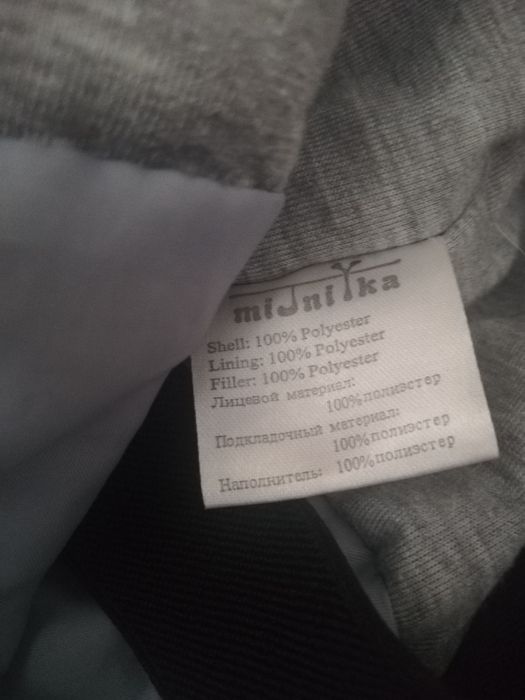 mijniYka
Shell: 100% Polyester
Lining: 100% Polyester
Filler: 100% Polyester
Лицевой материал:
100%полиэстер
Подкладочный материал:
100%полиэстер
Наполнитель: 100%полиэстер